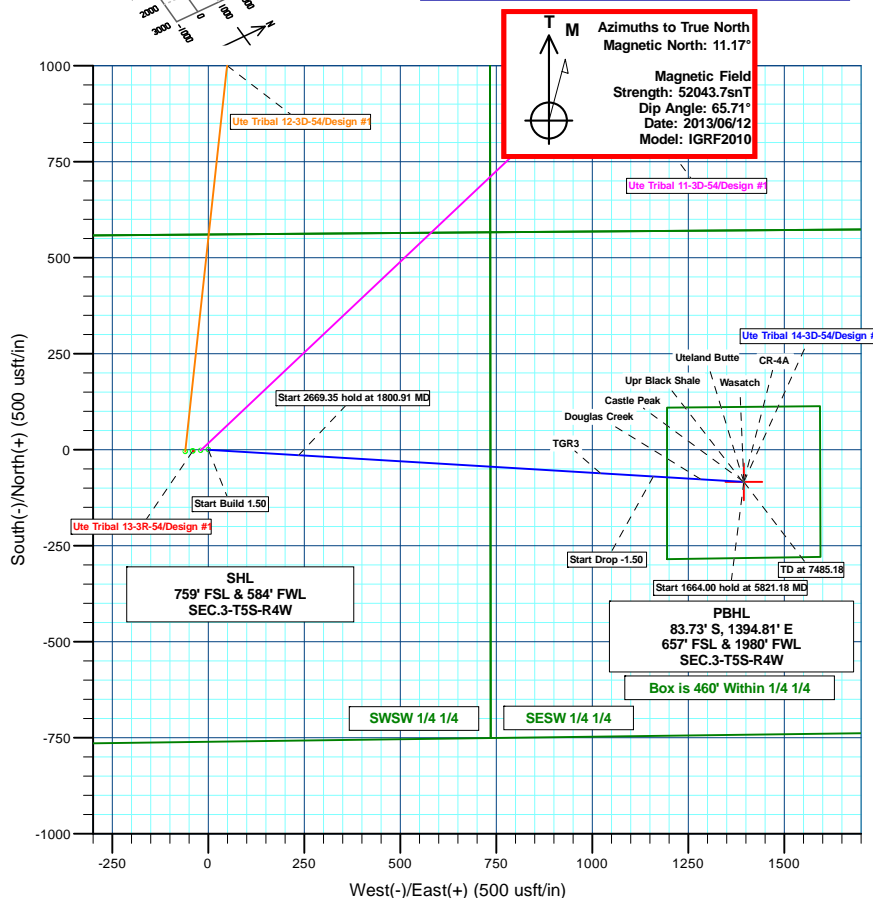 2000
3000
-1000
0
1000
N
T M
Azimuths to True North
Magnetic North: 11.17°
Magnetic Field
Strength: 52043.7snT
Dip Angle: 65.71°
Date: 2013/06/12
Model: IGRF2010
1000
750
500
250
0
-250
-500
-750
-1000
South(-)/North(+) (500 usft/in)
Ute Tribal 12-3D-54/Design #1
Ute Tribal 11-3D-54/Design #1
Ute Tribal 14-3D-54/Design #
Uteland Butte
CR-4A
Upr Black Shale
Wasatch
Castle Peak
Start 2669.35 hold at 1800.91 MD
Douglas Creek
TGR3
Start Build 1.50
Ute Tribal 13-3R-54/Design #1
Start Drop -1.50
TD at 7485.18
Start 1664.00 hold at 5821.18 MD
SHL
759' FSL & 584' FWL
SEC.3-T5S-R4W
PBHL
83.73' S, 1394.81' E
657' FSL & 1980' FWL
SEC.3-T5S-R4W
Box is 460' Within 1/4 1/4
SWSW 1/4 1/4
SESW 1/4 1/4
-250
0
250
500
750
1000
1250
1500
West(-)/East(+) (500 usft/in)